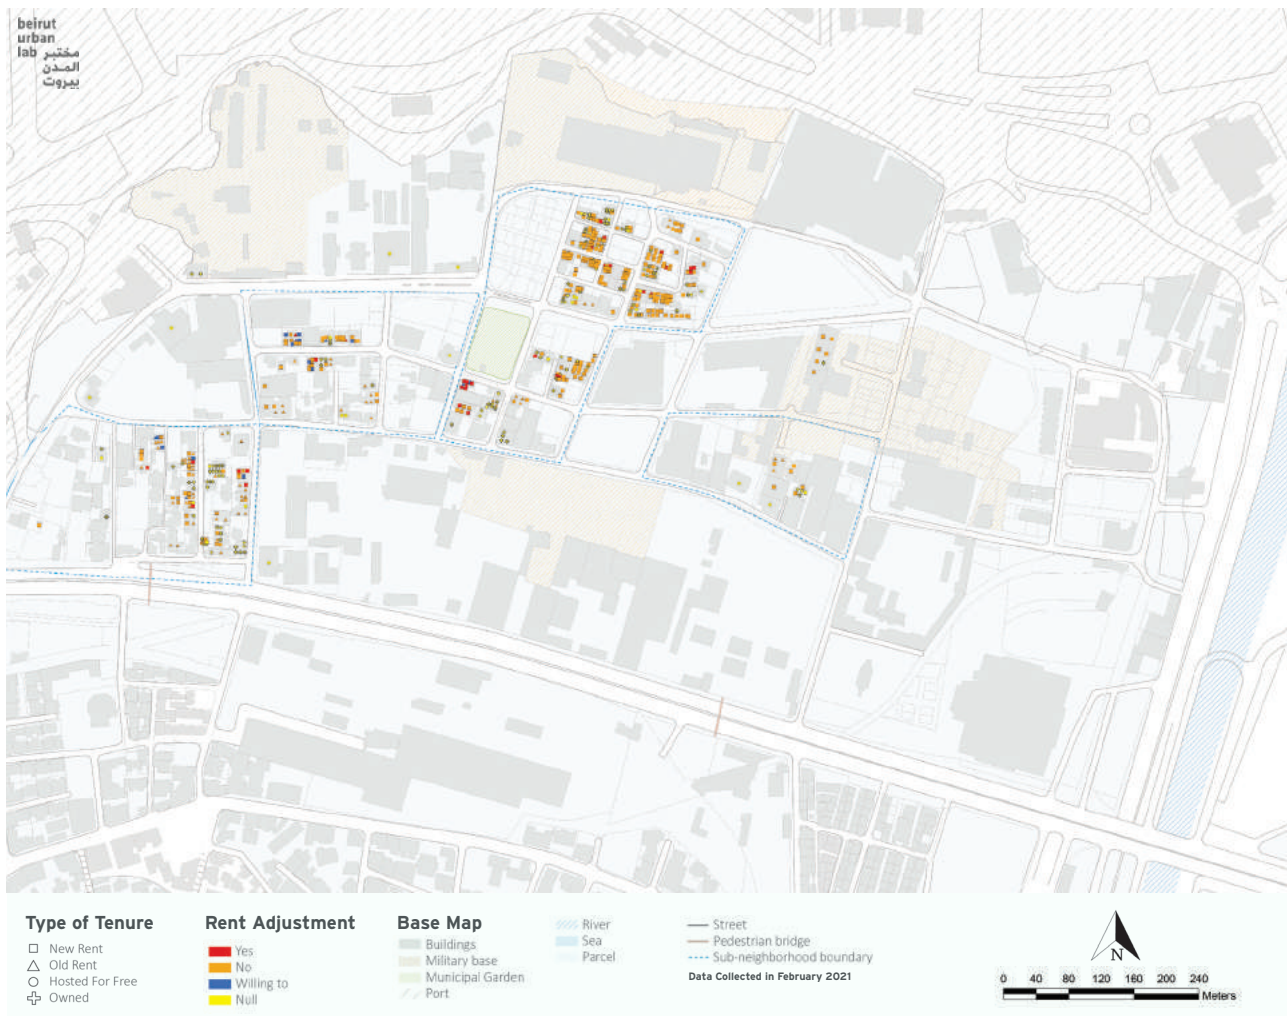 beirut
urban
lab مختبر
المدن
بيروت
Type of Tenure
New Rent
Old Rent
Hosted For Free
Owned
Rent Adjustment
Yes
No
Willing to
Null
Base Map
Buildings
Military base
Municipal Garden
Port
River
Sea
Parcel
Street
Pedestrian bridge
Sub-neighborhood boundary
Data Collected in February 2021
N
0 40 80 120 160 200 240
Meters